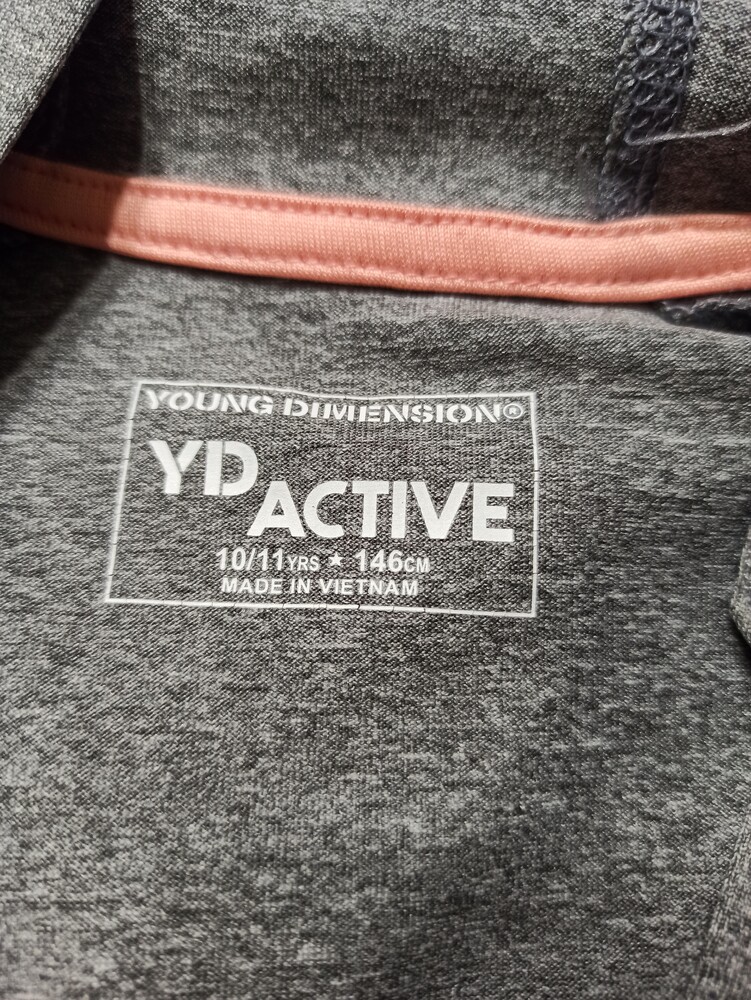 YOUNG DIMENSION®
YD
ACTIVE
10/11YRS ★ 146CM
MADE IN VIETNAM